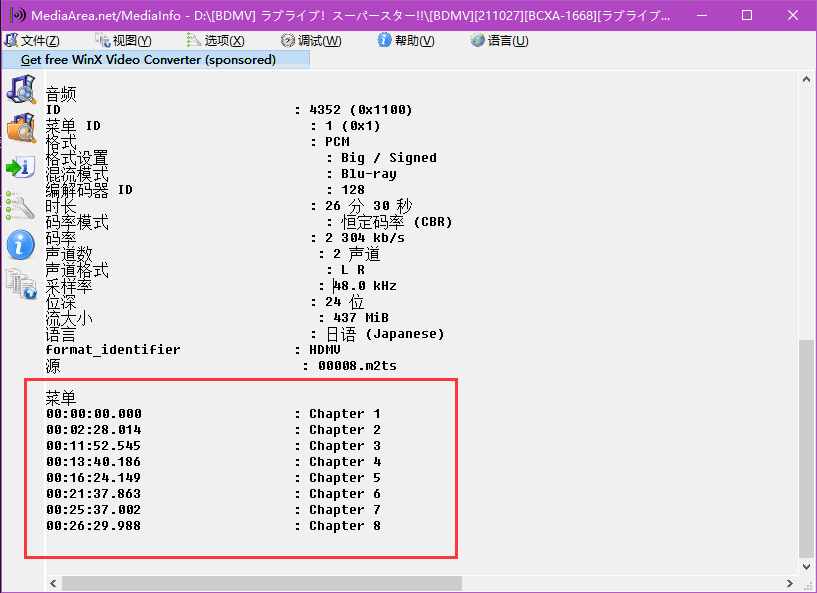 MediaArea.net/MediaInfo - D:\[BDMV] ラブライブ！スーパースター!!\[BDMV][211027][BCXA-1668][ラブライブ...
文件(Z) 视图(Y) 选项(X) 调试(W) 帮助(V) 语言(U)
Get free WinX Video Converter (sponsored)
音频
ID : 4352 (0x1100)
菜单 ID : 1 (0x1)
格式 : PCM
格式设置 : Big / Signed
混流模式 : Blu-ray
编解码器 ID : 128
时长 : 26 分 30 秒
码率模式 : 恒定码率 (CBR)
码率 : 2 304 kb/s
声道数 : 2 声道
声道格式 : L R
采样率 : 48.0 kHz
位深 : 24 位
流大小 : 437 MiB
语言 : 日语 (Japanese)
format_identifier : HDMV
源 : 00008.m2ts
菜单
00:00:00.000 : Chapter 1
00:02:28.014 : Chapter 2
00:11:52.545 : Chapter 3
00:13:40.186 : Chapter 4
00:16:24.149 : Chapter 5
00:21:37.863 : Chapter 6
00:25:37.002 : Chapter 7
00:26:29.988 : Chapter 8